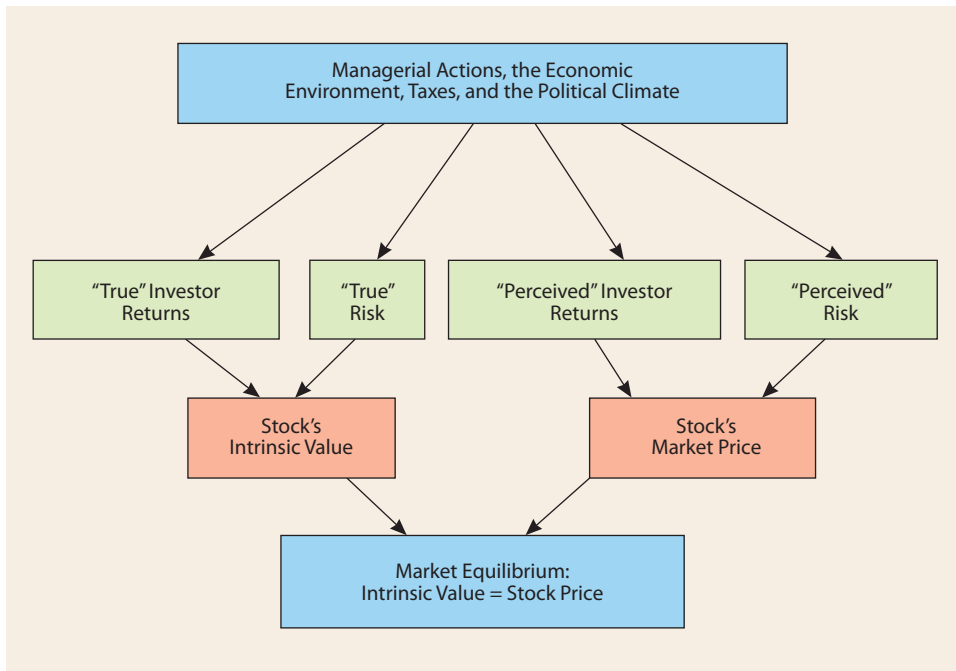 Managerial Actions, the Economic
Environment, Taxes, and the Political Climate
“True” Investor
Returns
“True”
Risk
“Perceived” Investor
Returns
“Perceived”
Risk
Stock’s
Intrinsic Value
Stock’s
Market Price
Market Equilibrium:
Intrinsic Value = Stock Price